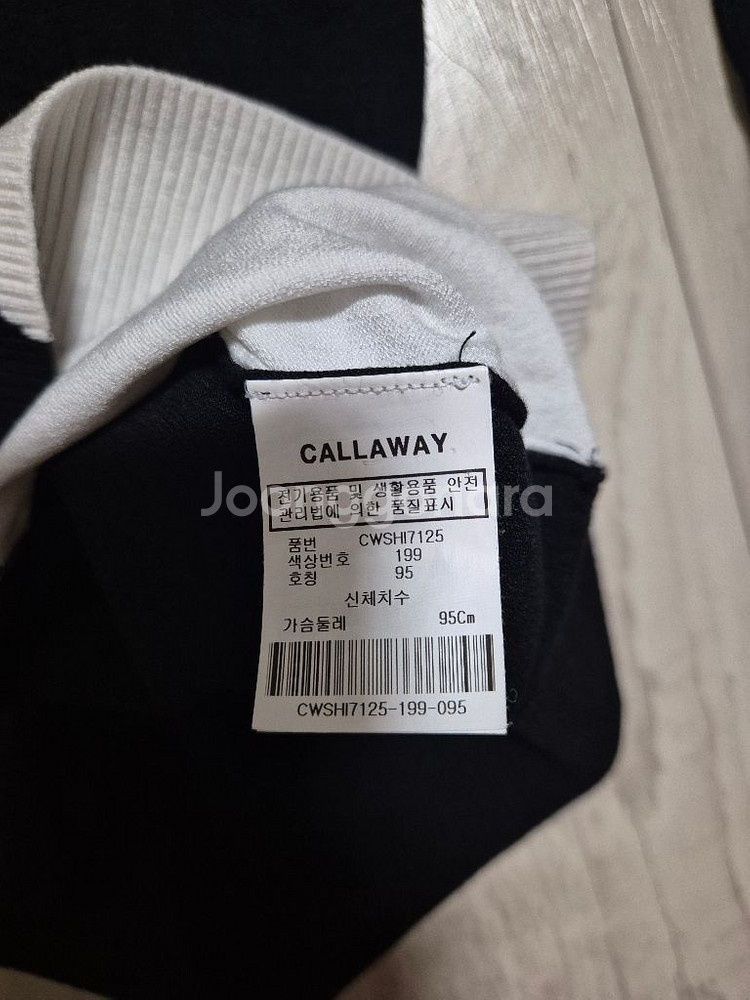 CALLAWAY
전기용품 및 생활용품 안전
관리법에 의한 품질표시
품번 CWSHI7125
색상번호 199
호칭 95
신체치수
가슴둘레 95Cm
CWSHI7125-199-095
Joonggonara